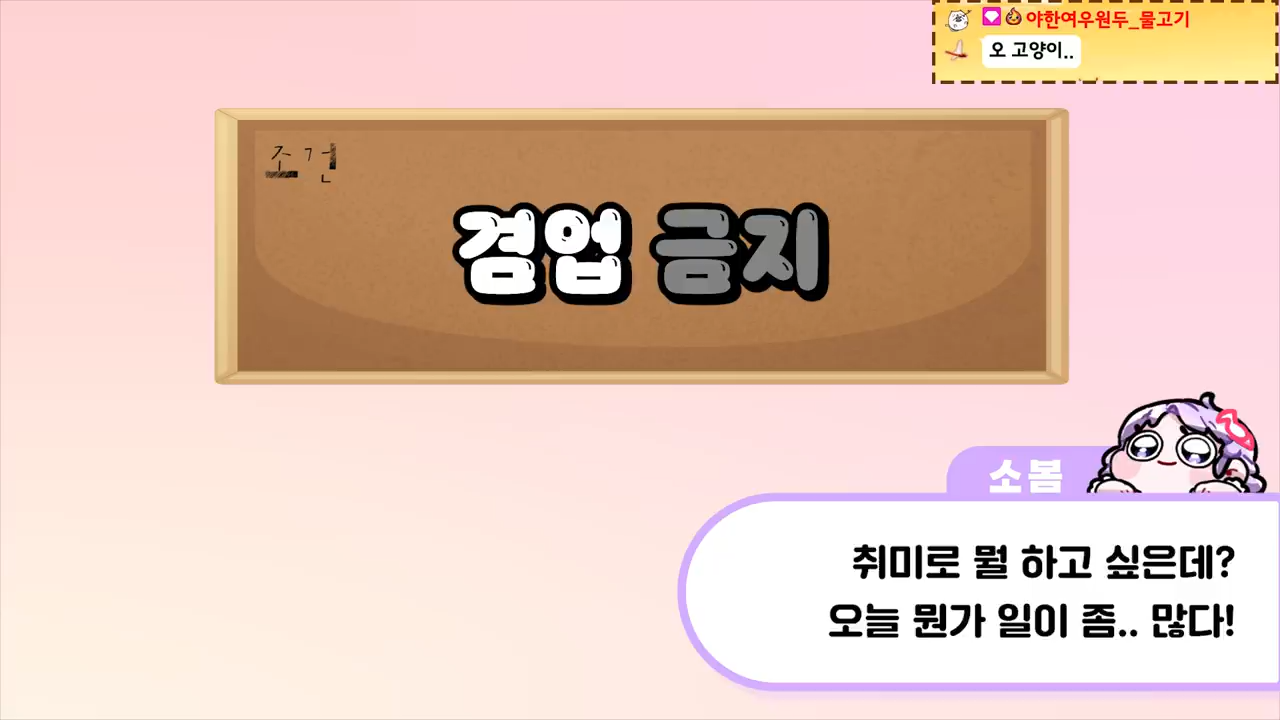 야한여우원두_물고기
오 고양이..
조건
겸업 금지
소봄
취미로 뭘 하고 싶은데?
오늘 뭔가 일이 좀.. 많다!